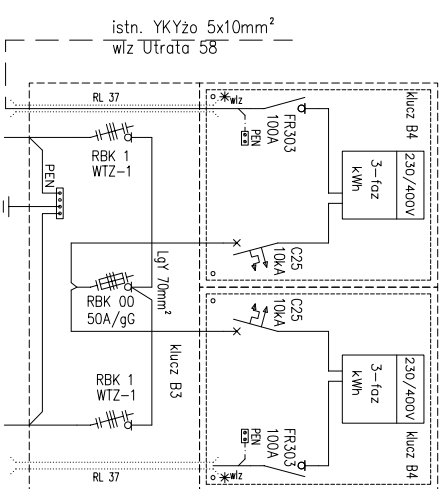 istn. YKYżo 5x10mm²
wlz Utrata 58
RL 37
wlz
PEN
FR303
100A
klucz B4
230/400V
3-faz
kWh
RBK 1
WTZ-1
PEN
C25
10kA
LgY 70mm²
RBK 00
50A/gG
klucz B3
C25
10kA
230/400V
3-faz
kWh
klucz B4
RBK 1
WTZ-1
PEN
FR303
100A
wlz
RL 37